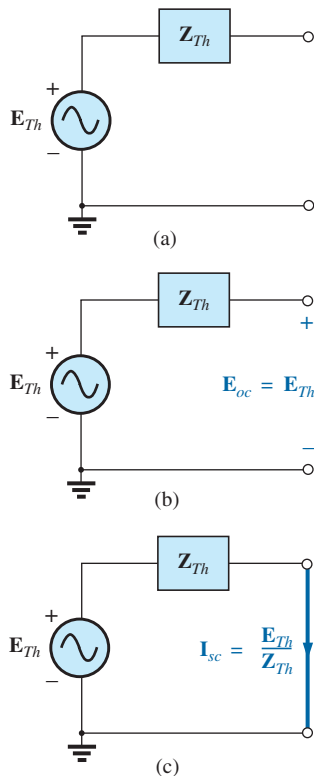 Z_Th
+
E_Th
−
(a)
Z_Th
+
E_Th
−
+
E_oc = E_Th
−
(b)
Z_Th
+
E_Th
−
I_sc = E_Th / Z_Th
(c)